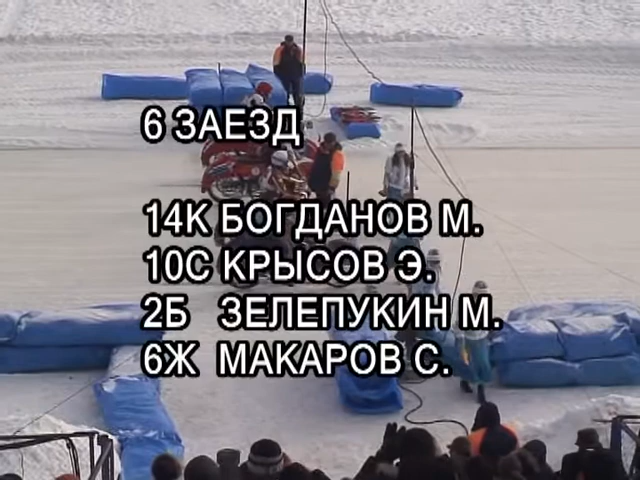 6 ЗАЕЗД
14К БОГДАНОВ М.
10С КРЫСОВ Э.
2Б ЗЕЛЕПУКИН М.
6Ж МАКАРОВ С.